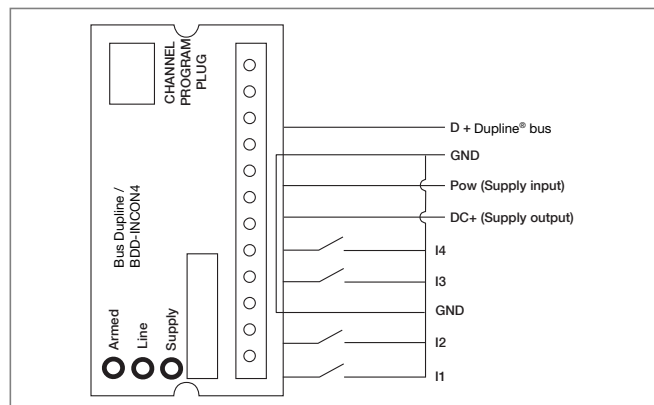 CHANNEL
PROGRAM
PLUG
Bus Dupline /
BDD-INCON4
Armed
Line
Supply
D + Dupline® bus
GND
Pow (Supply input)
DC+ (Supply output)
I4
I3
GND
I2
I1